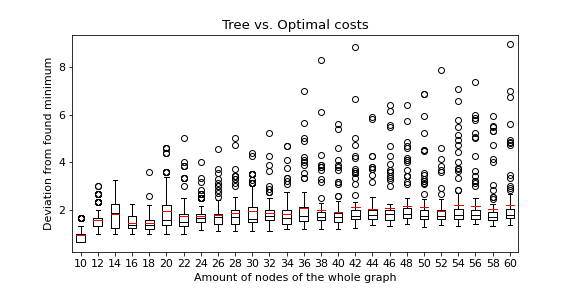 Tree vs. Optimal costs
Deviation from found minimum
8
6
4
2
10 12 14 16 18 20 22 24 26 28 30 32 34 36 38 40 42 44 46 48 50 52 54 56 58 60
Amount of nodes of the whole graph